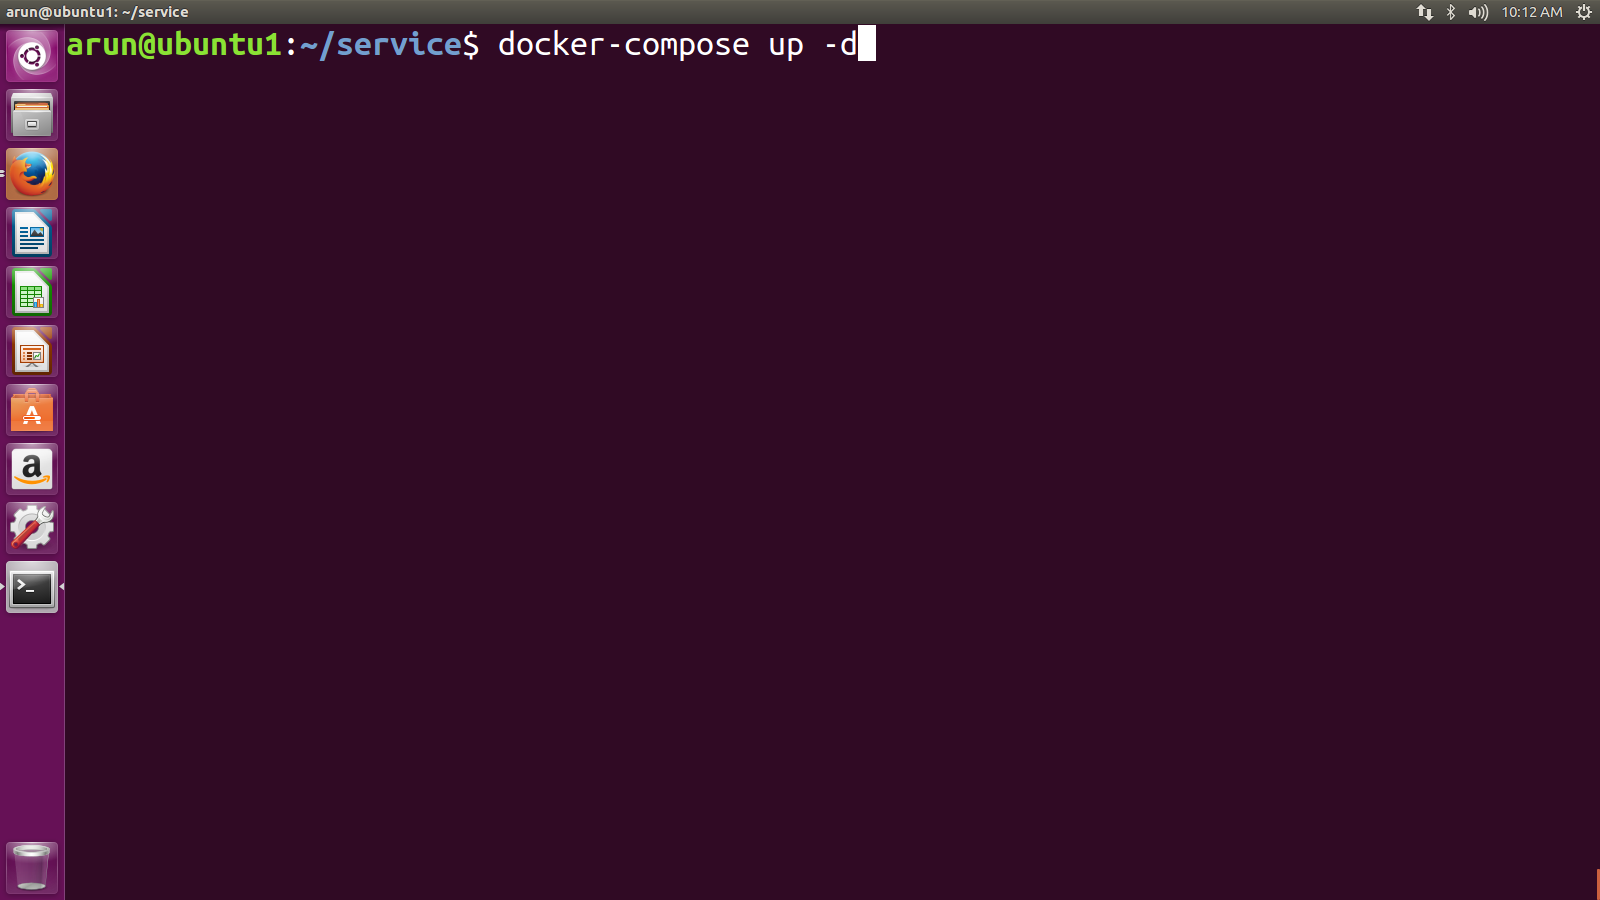 arun@ubuntu1: ~/service
10:12 AM
arun@ubuntu1:~/service$ docker-compose up -d